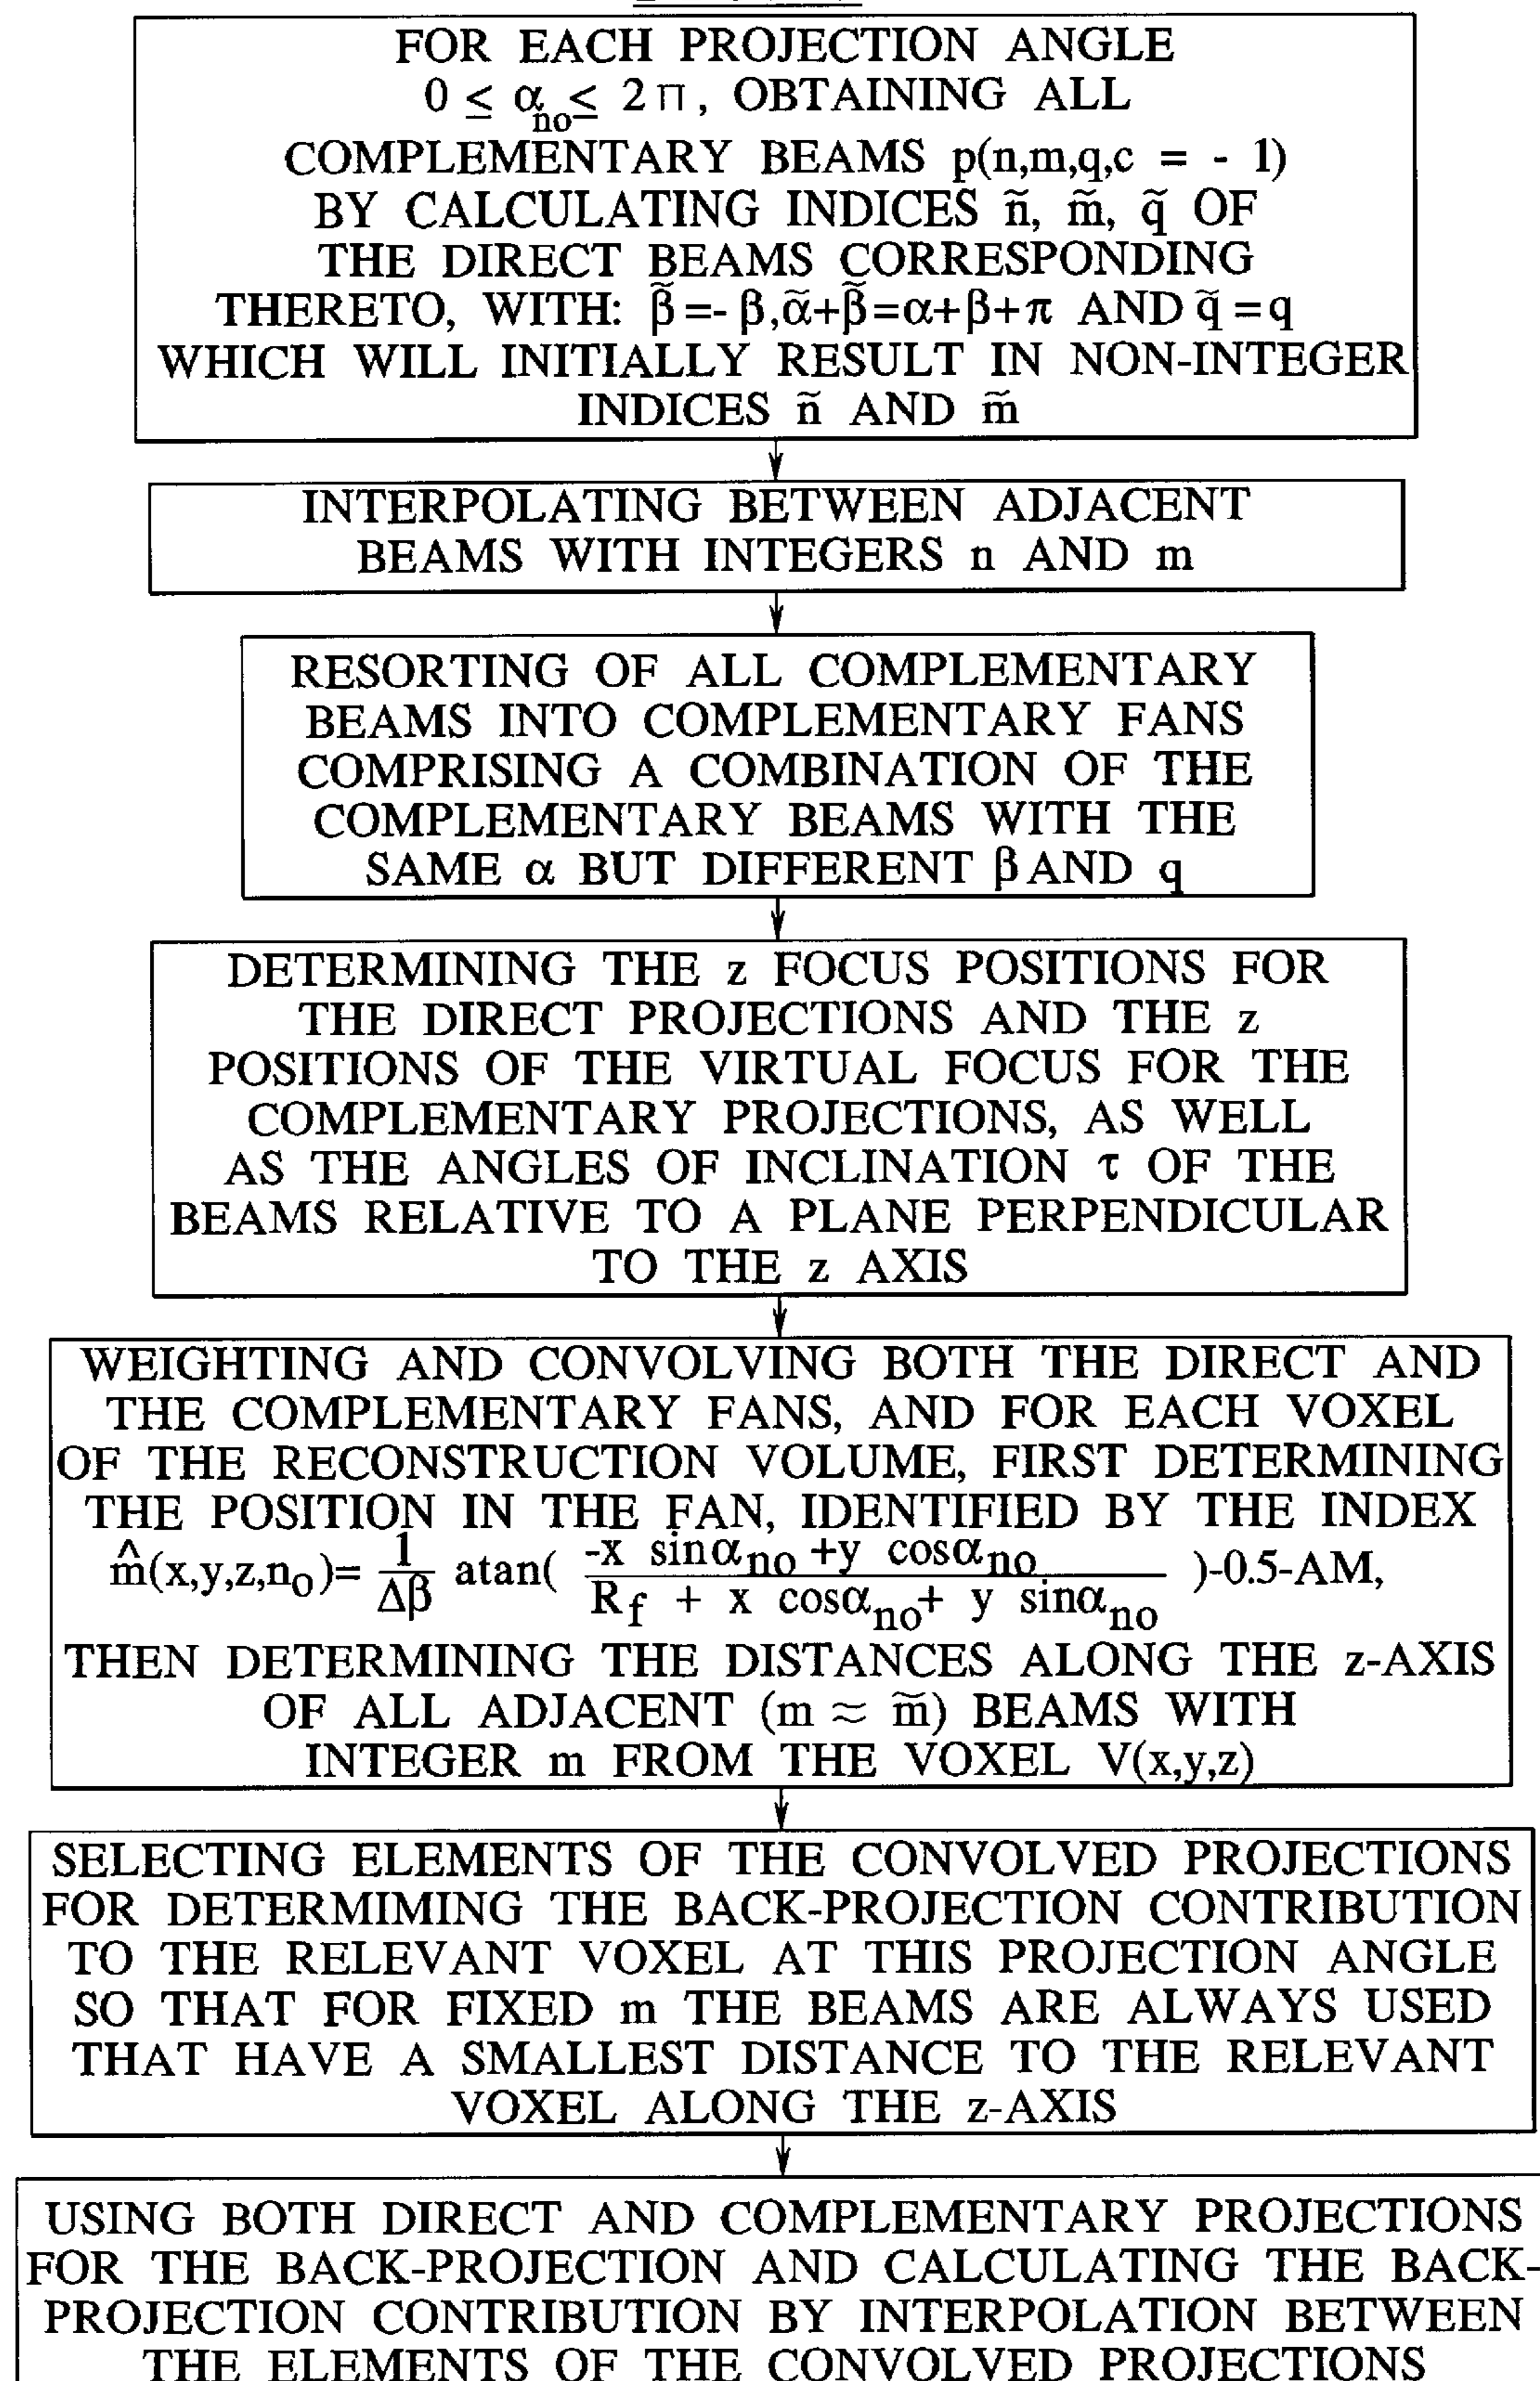 FOR EACH PROJECTION ANGLE
0 ≤ α_no ≤ 2π, OBTAINING ALL
COMPLEMENTARY BEAMS p(n,m,q,c = - 1)
BY CALCULATING INDICES ñ, m̃, q̃ OF
THE DIRECT BEAMS CORRESPONDING
THERETO, WITH: β̃=- β,α̃+β̃=α+β+π AND q̃=q
WHICH WILL INITIALLY RESULT IN NON-INTEGER
INDICES ñ AND m̃
INTERPOLATING BETWEEN ADJACENT
BEAMS WITH INTEGERS n AND m
RESORTING OF ALL COMPLEMENTARY
BEAMS INTO COMPLEMENTARY FANS
COMPRISING A COMBINATION OF THE
COMPLEMENTARY BEAMS WITH THE
SAME α BUT DIFFERENT β AND q
DETERMINING THE z FOCUS POSITIONS FOR
THE DIRECT PROJECTIONS AND THE z
POSITIONS OF THE VIRTUAL FOCUS FOR THE
COMPLEMENTARY PROJECTIONS, AS WELL
AS THE ANGLES OF INCLINATION τ OF THE
BEAMS RELATIVE TO A PLANE PERPENDICULAR
TO THE z AXIS
WEIGHTING AND CONVOLVING BOTH THE DIRECT AND
THE COMPLEMENTARY FANS, AND FOR EACH VOXEL
OF THE RECONSTRUCTION VOLUME, FIRST DETERMINING
THE POSITION IN THE FAN, IDENTIFIED BY THE INDEX
m̂(x,y,z,n₀)= 1/Δβ atan( (-x sinα_no +y cosα_no)/(R_f + x cosα_no+ y sinα_no) )-0.5-AM,
THEN DETERMINING THE DISTANCES ALONG THE z-AXIS
OF ALL ADJACENT (m ≈ m̃) BEAMS WITH
INTEGER m FROM THE VOXEL V(x,y,z)
SELECTING ELEMENTS OF THE CONVOLVED PROJECTIONS
FOR DETERMIMING THE BACK-PROJECTION CONTRIBUTION
TO THE RELEVANT VOXEL AT THIS PROJECTION ANGLE
SO THAT FOR FIXED m THE BEAMS ARE ALWAYS USED
THAT HAVE A SMALLEST DISTANCE TO THE RELEVANT
VOXEL ALONG THE z-AXIS
USING BOTH DIRECT AND COMPLEMENTARY PROJECTIONS
FOR THE BACK-PROJECTION AND CALCULATING THE BACK-
PROJECTION CONTRIBUTION BY INTERPOLATION BETWEEN
THE ELEMENTS OF THE CONVOLVED PROJECTIONS